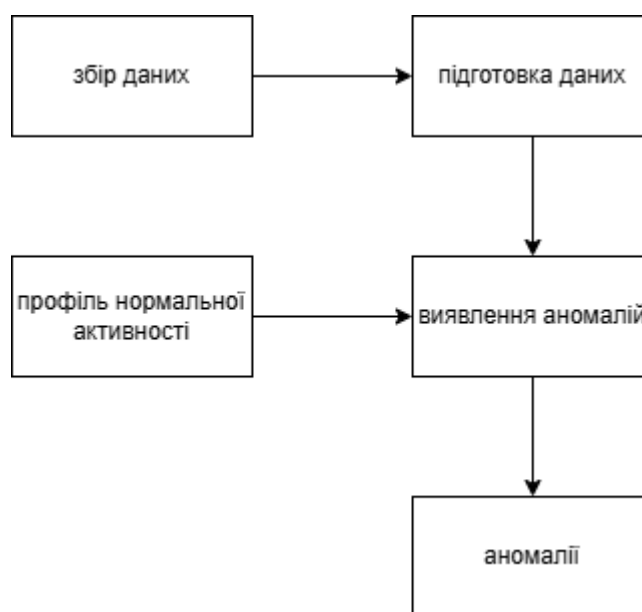 збір даних
підготовка даних
профіль нормальної
активності
виявлення аномалій
аномалії